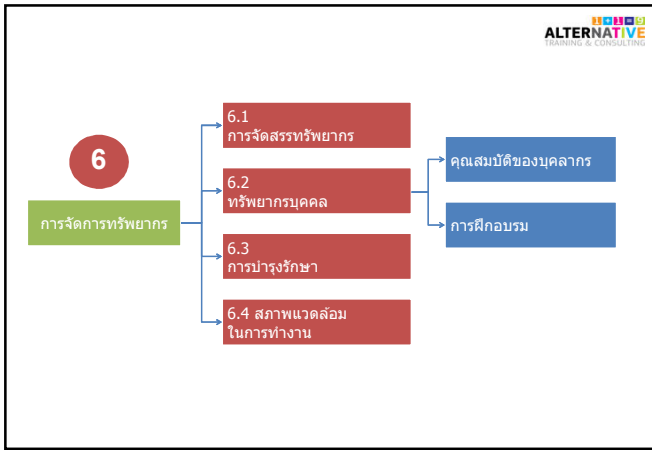 1+1=9
ALTERNATIVE
TRAINING & CONSULTING
6
การจัดการทรัพยากร
6.1
การจัดสรรทรัพยากร
6.2
ทรัพยากรบุคคล
6.3
การบำรุงรักษา
6.4 สภาพแวดล้อม
ในการทำงาน
คุณสมบัติของบุคลากร
การฝึกอบรม